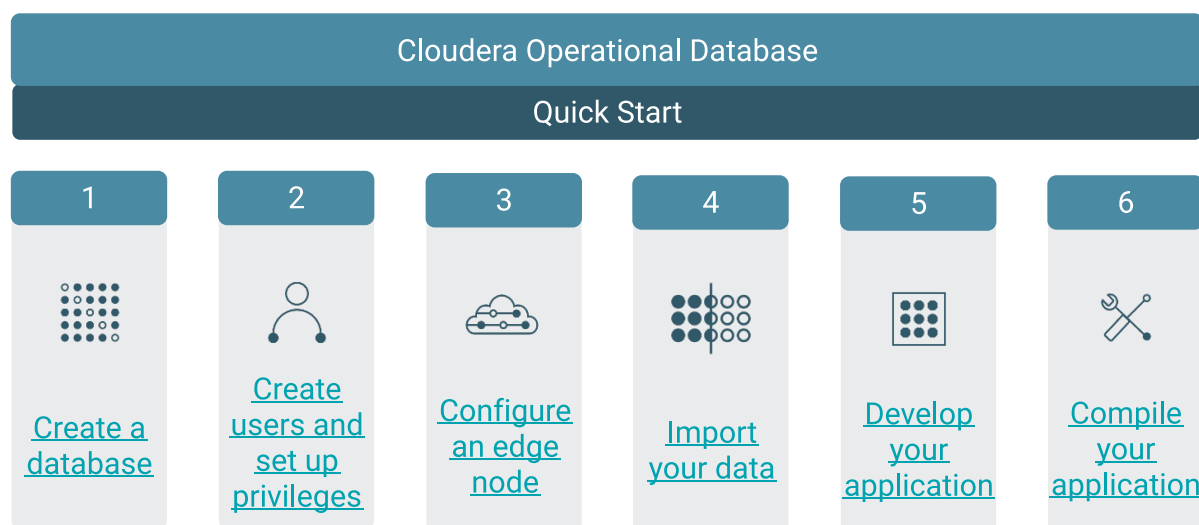 Cloudera Operational Database
Quick Start
1
Create a
database
2
Create
users and
set up
privileges
3
Configure
an edge
node
4
Import
your data
5
Develop
your
application
6
Compile
your
application